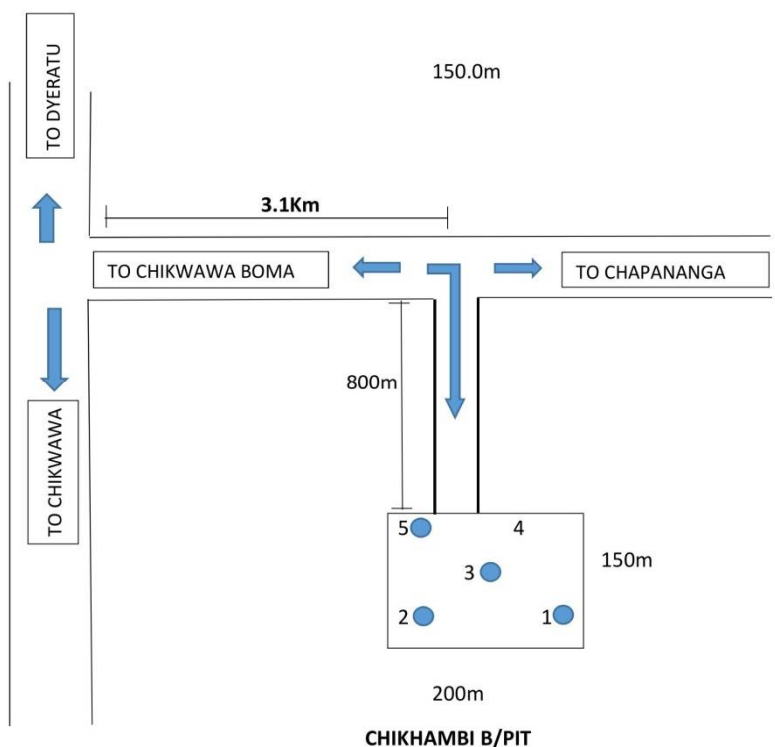 TO DYERATU
150.0m
3.1Km
TO CHIKWAWA BOMA
TO CHAPANANGA
800m
TO CHIKWAWA
5
4
3
150m
2
1
200m
CHIKHAMBI B/PIT